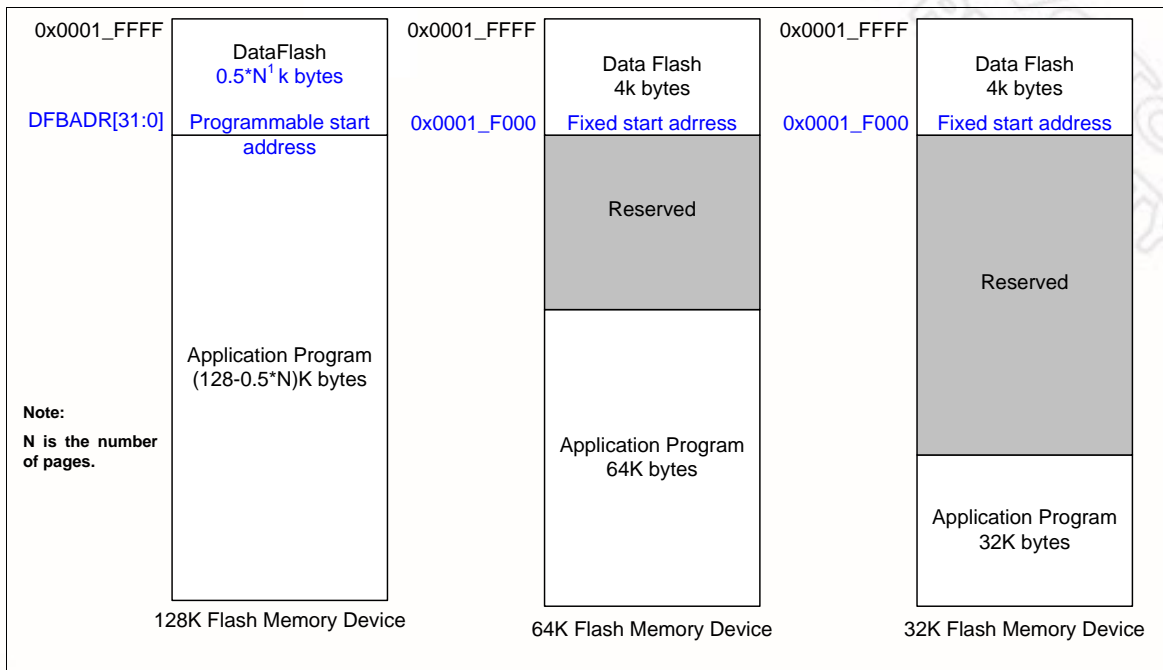 0x0001_FFFF
DataFlash
0.5*N1 k bytes
DFBADR[31:0]
Programmable start
address
Application Program
(128-0.5*N)K bytes
Note:
N is the number
of pages.
128K Flash Memory Device
0x0001_FFFF
Data Flash
4k bytes
0x0001_F000
Fixed start adrress
Reserved
Application Program
64K bytes
64K Flash Memory Device
0x0001_FFFF
Data Flash
4k bytes
0x0001_F000
Fixed start address
Reserved
Application Program
32K bytes
32K Flash Memory Device